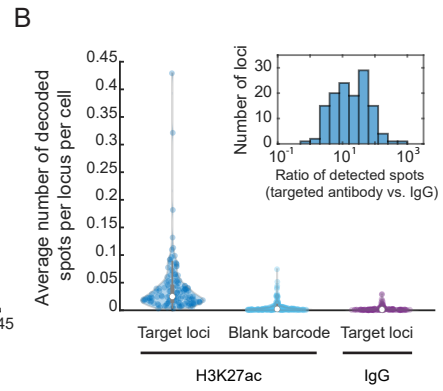 B
Average number of decoded
spots per locus per cell
0.45
0.4
0.35
0.3
0.25
0.2
0.15
0.1
0.05
0
Number of loci
30
20
10
0
10-1
101
103
Ratio of detected spots
(targeted antibody vs. IgG)
45
Target loci
Blank barcode
Target loci
H3K27ac
IgG